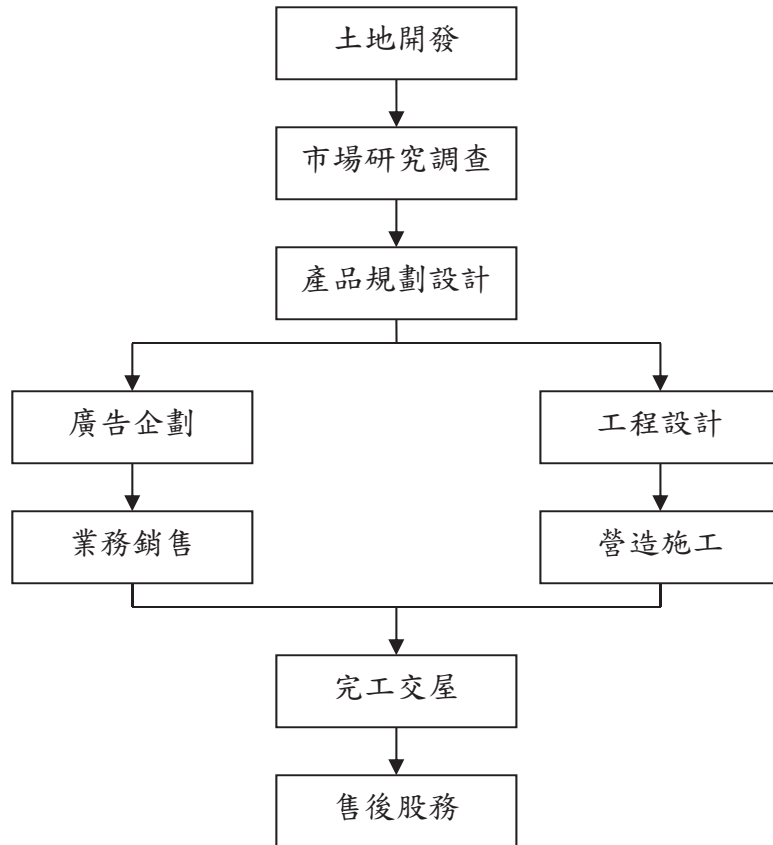 土地開發
市場研究調查
產品規劃設計
廣告企劃
工程設計
業務銷售
營造施工
完工交屋
售後股務